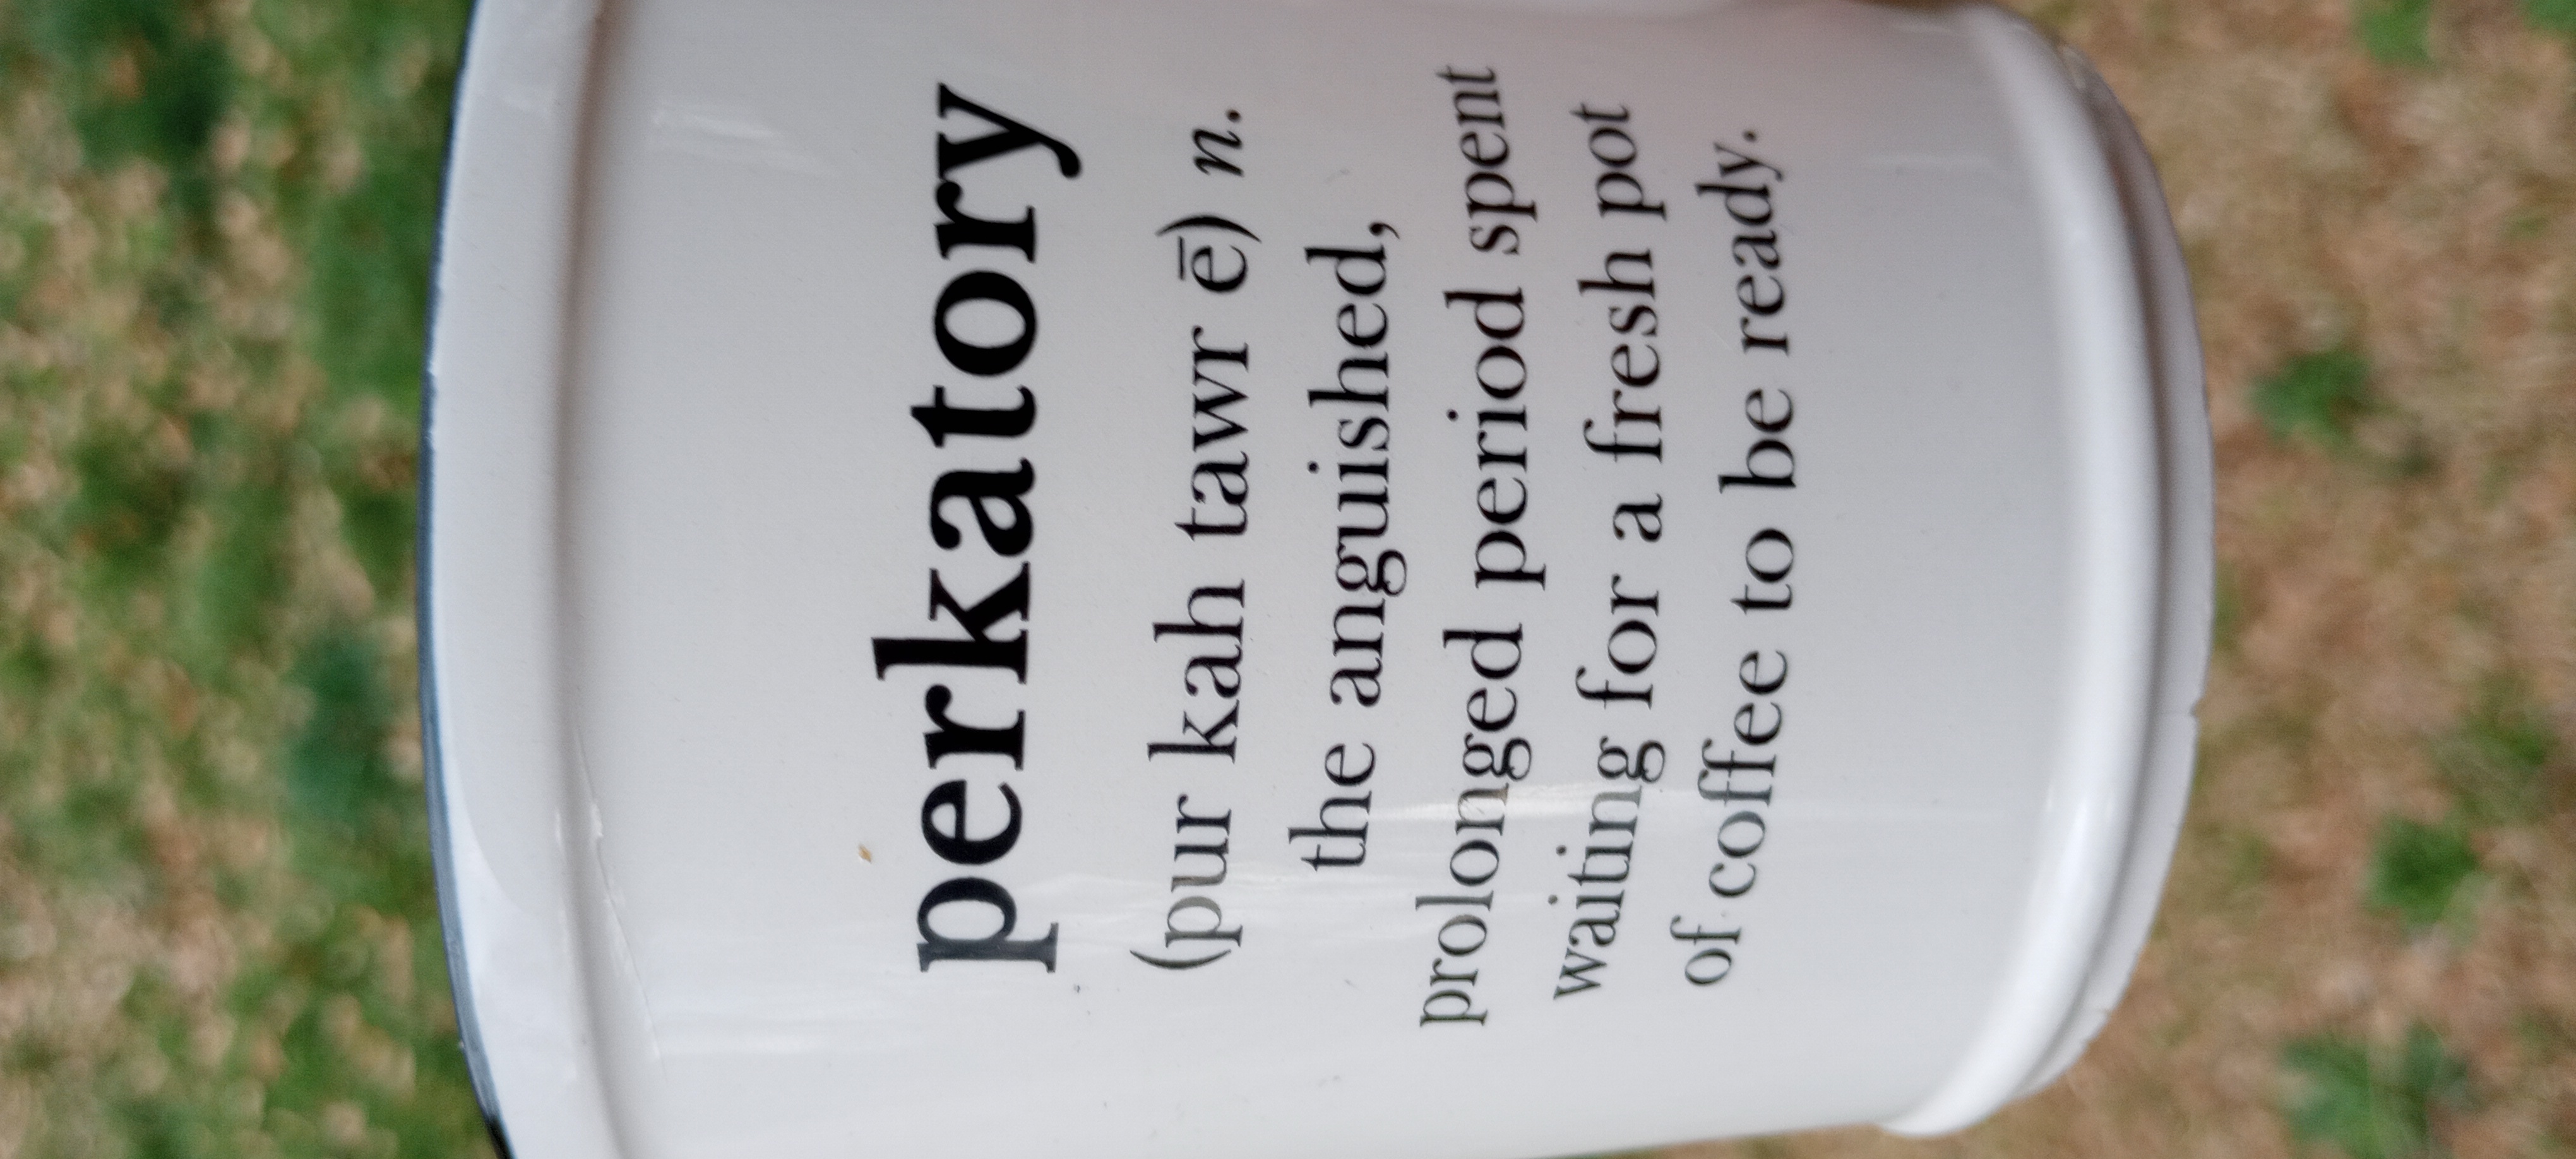 perkatory
(pur kah tawr ē) n.
the anguished,
prolonged period spent
waiting for a fresh pot
of coffee to be ready.